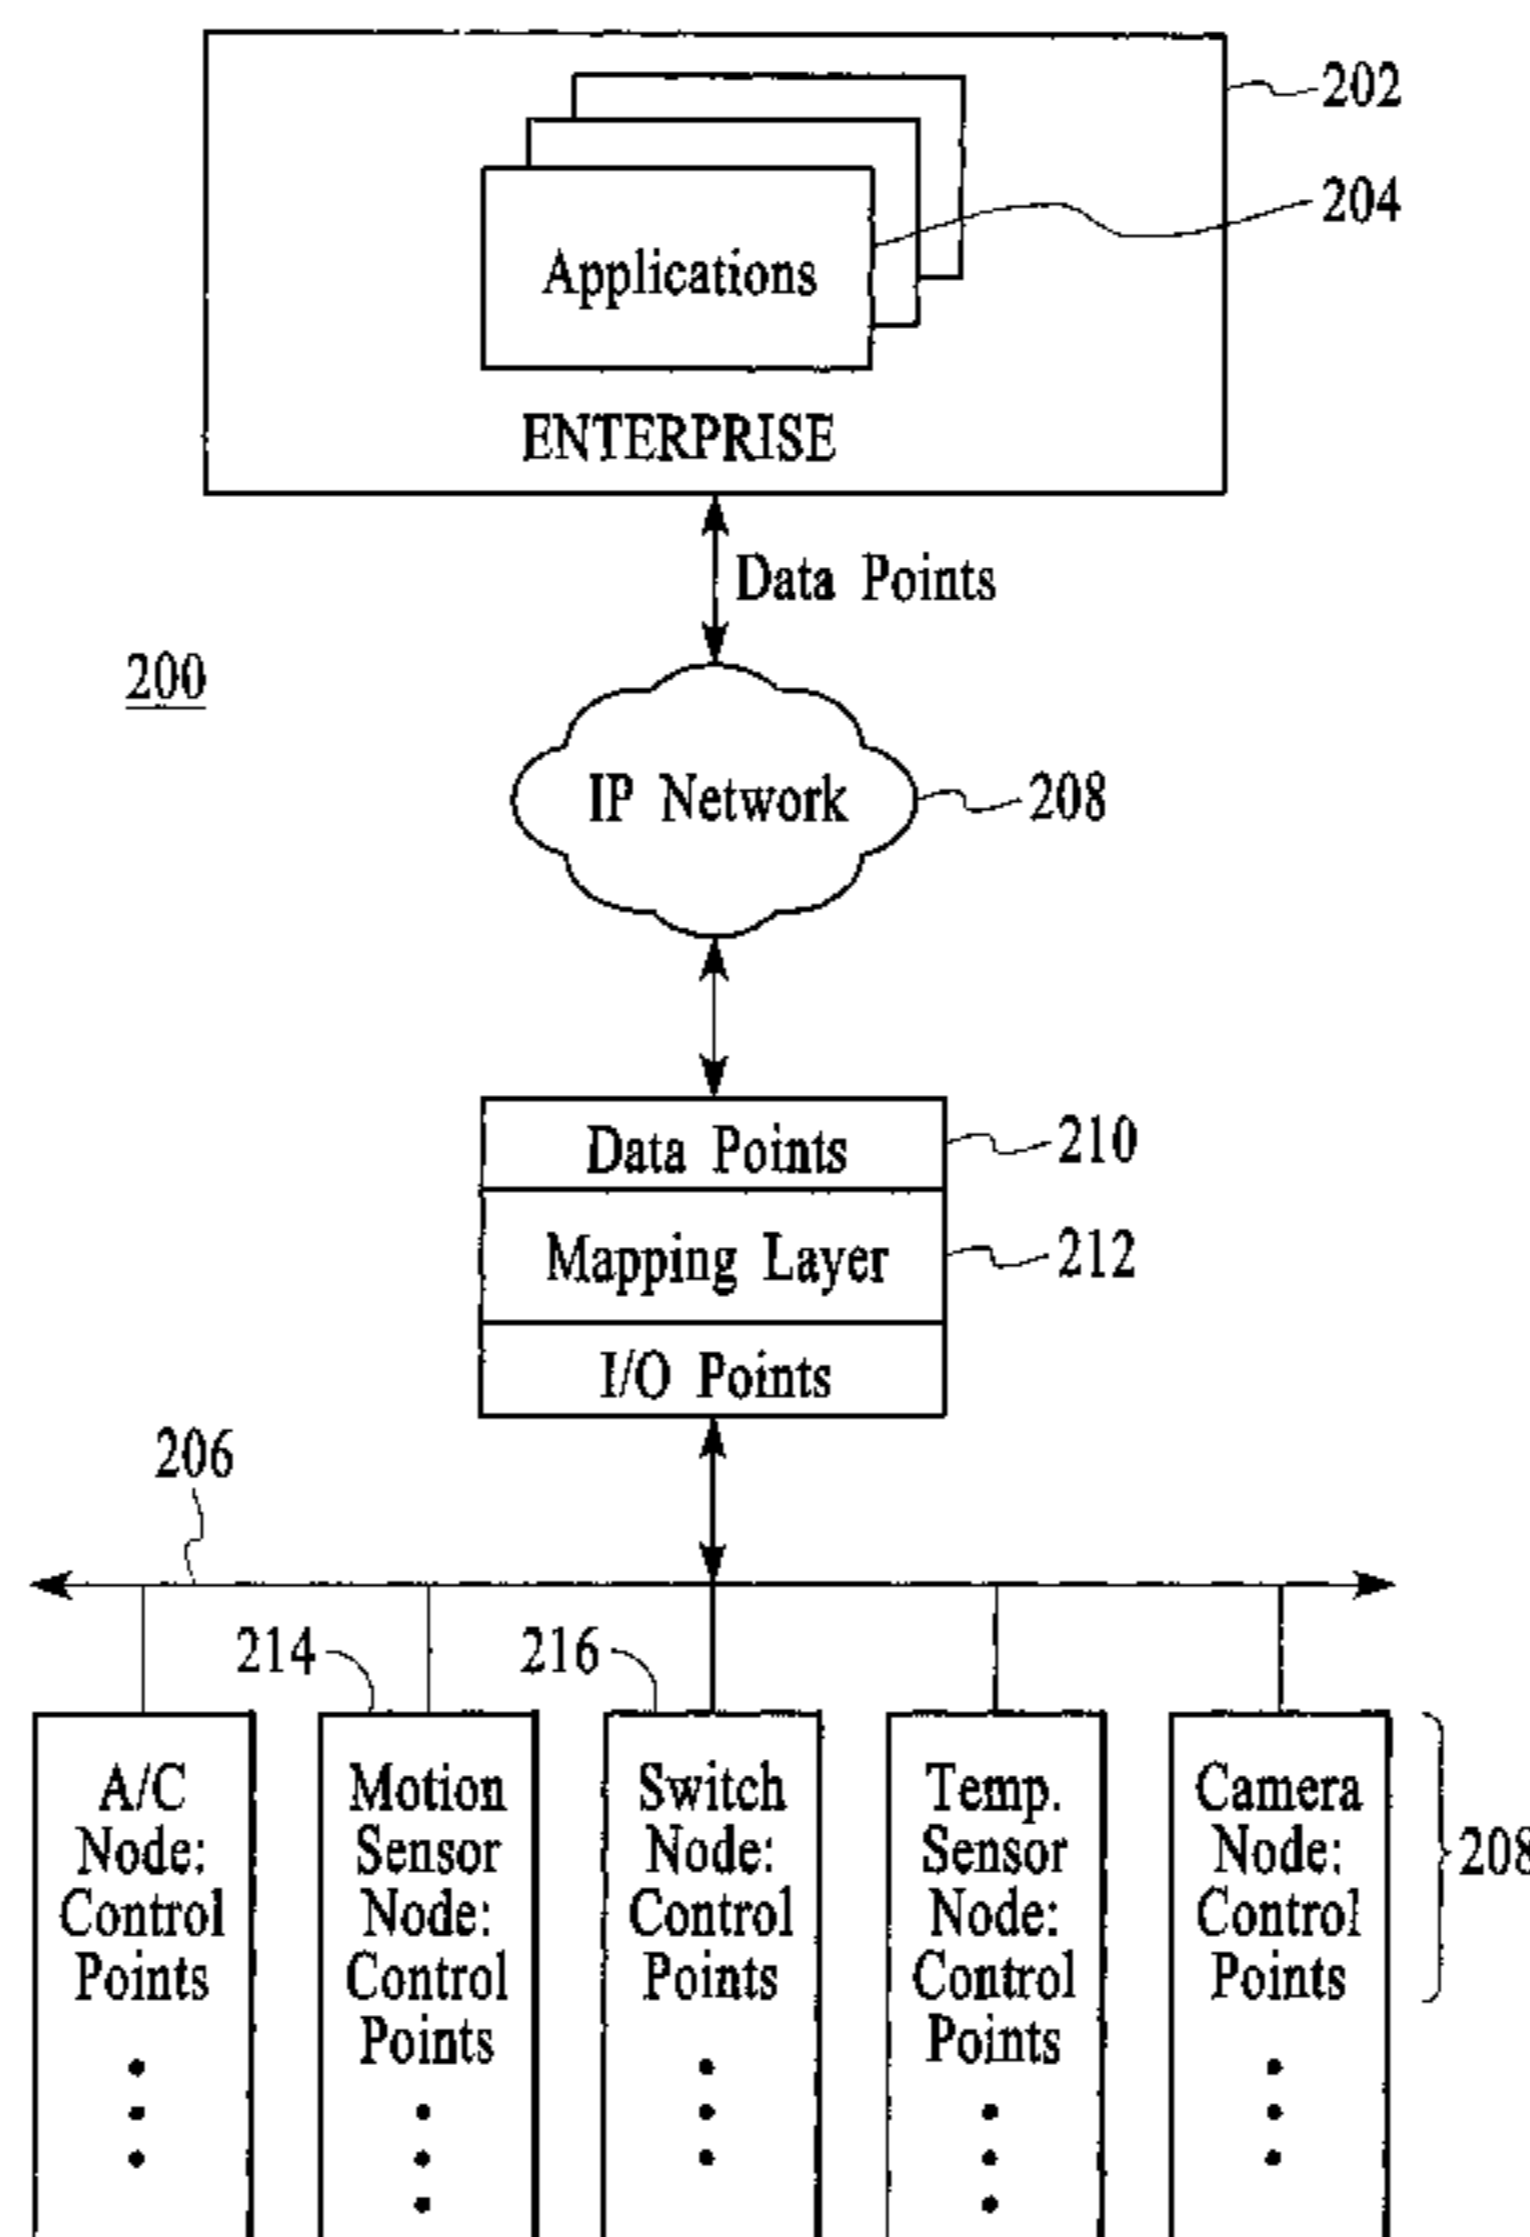 202
204
Applications
ENTERPRISE
Data Points
200
IP Network
208
Data Points
210
Mapping Layer
212
I/O Points
206
214
216
A/C
Node:
Control
Points
Motion
Sensor
Node:
Control
Points
Switch
Node:
Control
Points
Temp.
Sensor
Node:
Control
Points
Camera
Node:
Control
Points
208